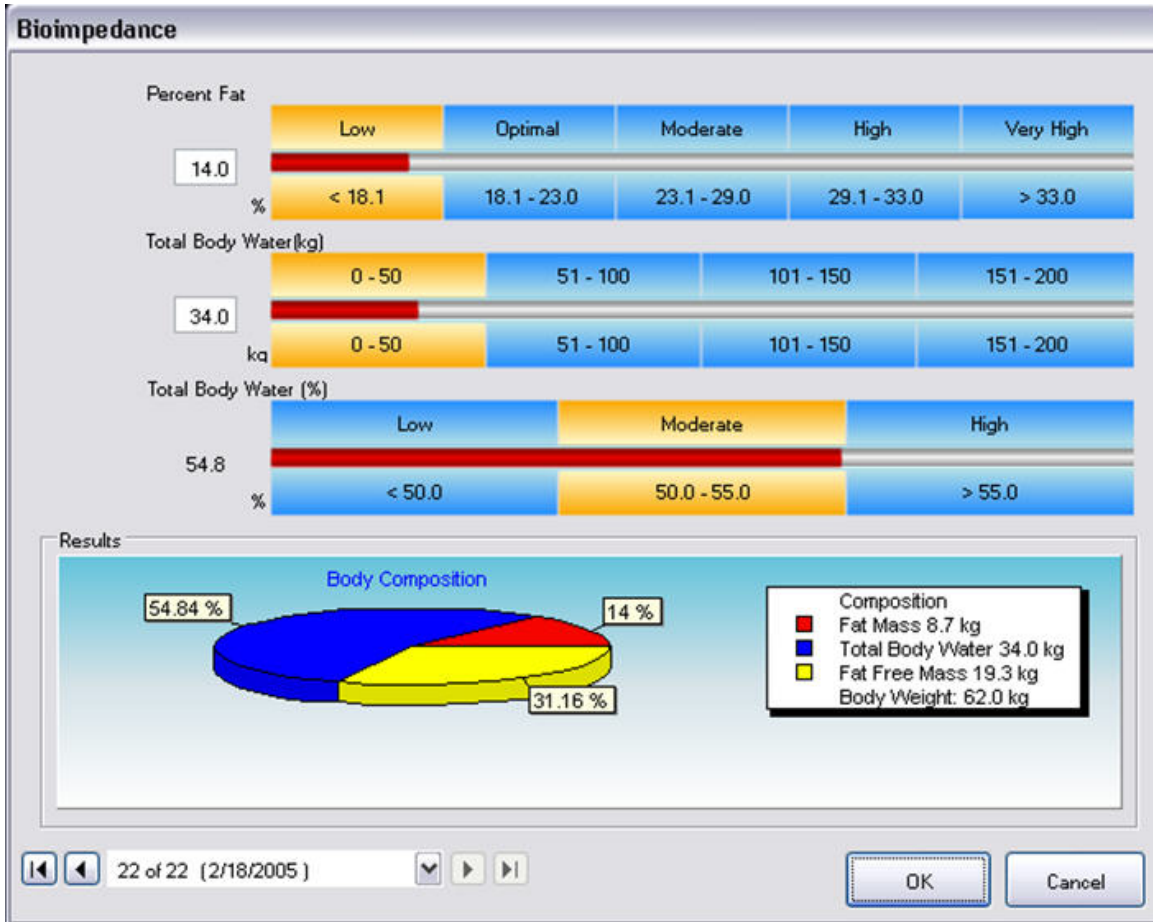 Bioimpedance
Percent Fat
Low Optimal Moderate High Very High
14.0
% < 18.1 18.1 - 23.0 23.1 - 29.0 29.1 - 33.0 > 33.0
Total Body Water(kg)
0 - 50 51 - 100 101 - 150 151 - 200
34.0
kg 0 - 50 51 - 100 101 - 150 151 - 200
Total Body Water (%)
Low Moderate High
54.8
% < 50.0 50.0 - 55.0 > 55.0
Results
Body Composition
54.84 %
14 %
31.16 %
Composition
Fat Mass 8.7 kg
Total Body Water 34.0 kg
Fat Free Mass 19.3 kg
Body Weight: 62.0 kg
22 of 22 (2/18/2005 )
OK Cancel